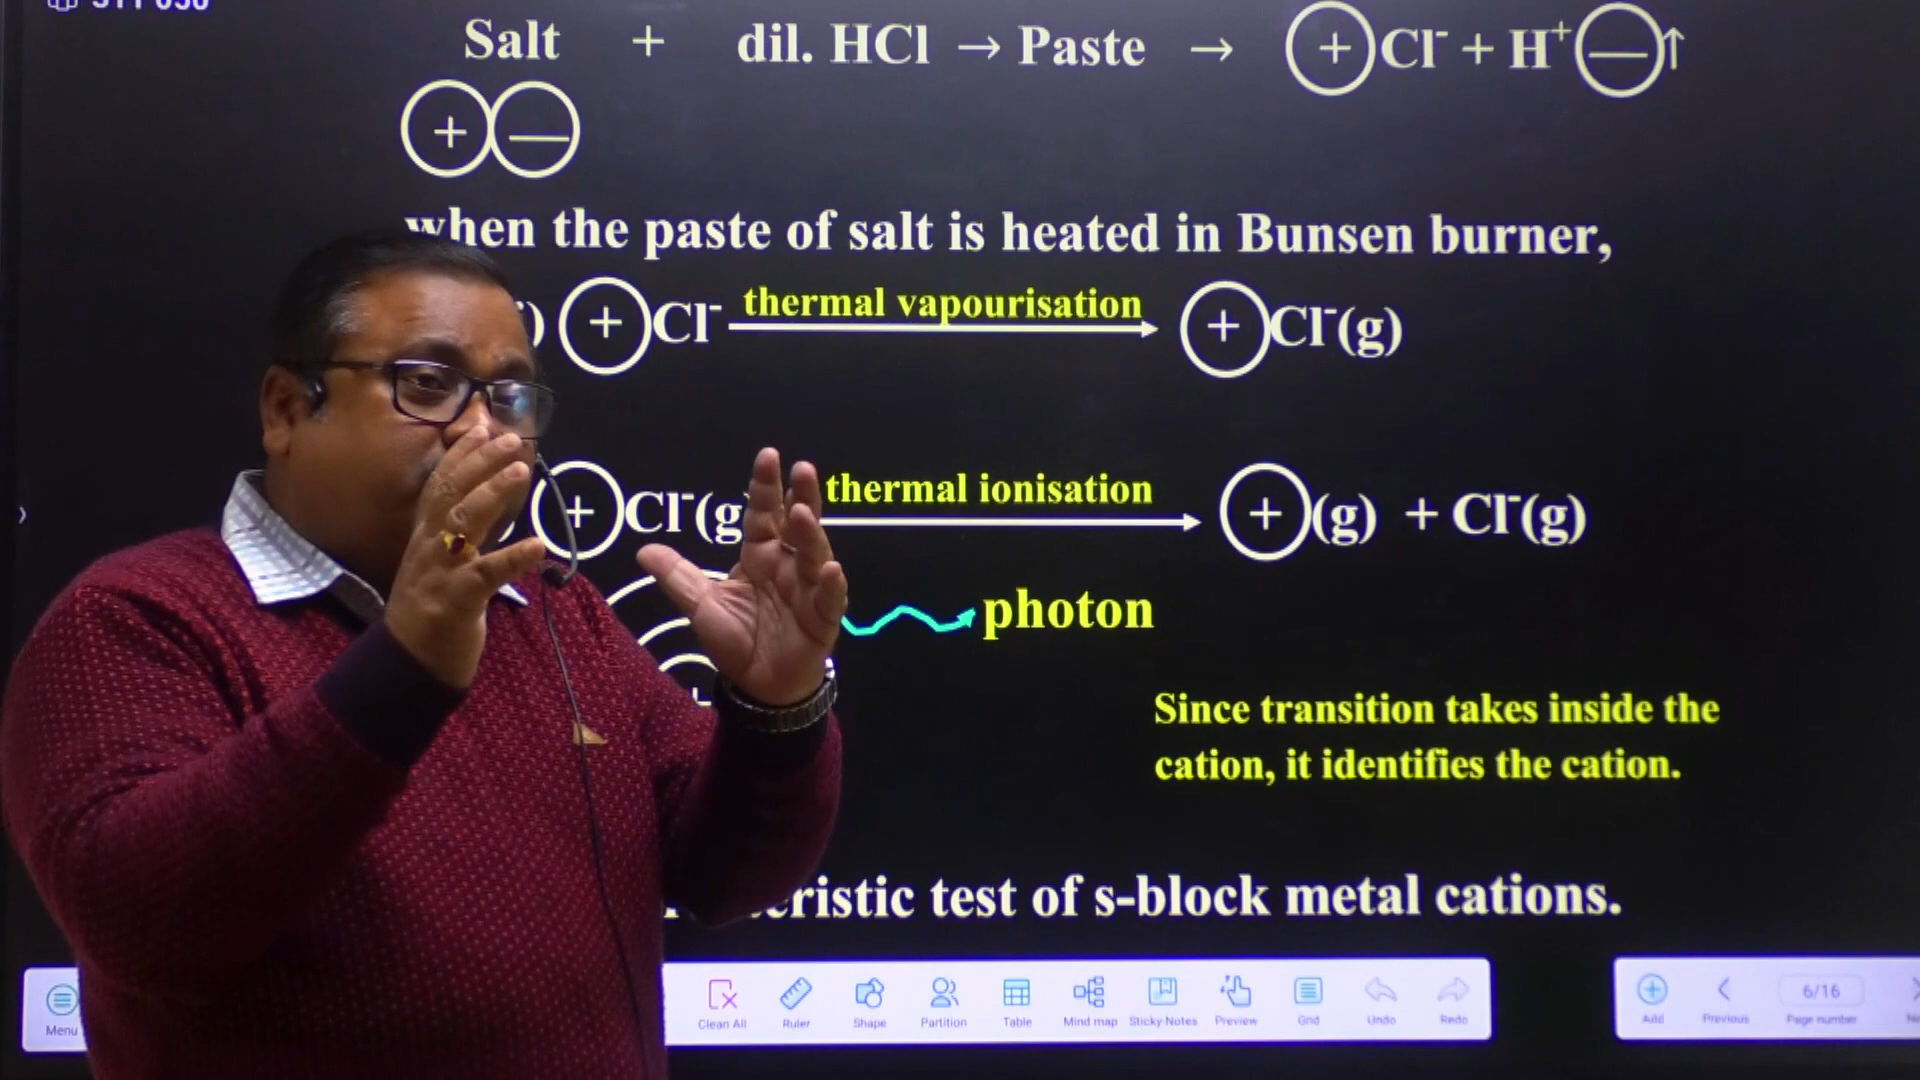 Salt + dil. HCl → Paste → + Cl⁻ + H⁺ — ↑
+ —
when the paste of salt is heated in Bunsen burner,
) + Cl⁻ thermal vapourisation + Cl⁻(g)
+ Cl⁻(g thermal ionisation + (g) + Cl⁻(g)
photon
+
Since transition takes inside the
cation, it identifies the cation.
eristic test of s-block metal cations.
Menu Clean All Ruler Shape Partition Table Mind map Sticky Notes Preview Grid Undo Redo Add Previous 6/16 Page number